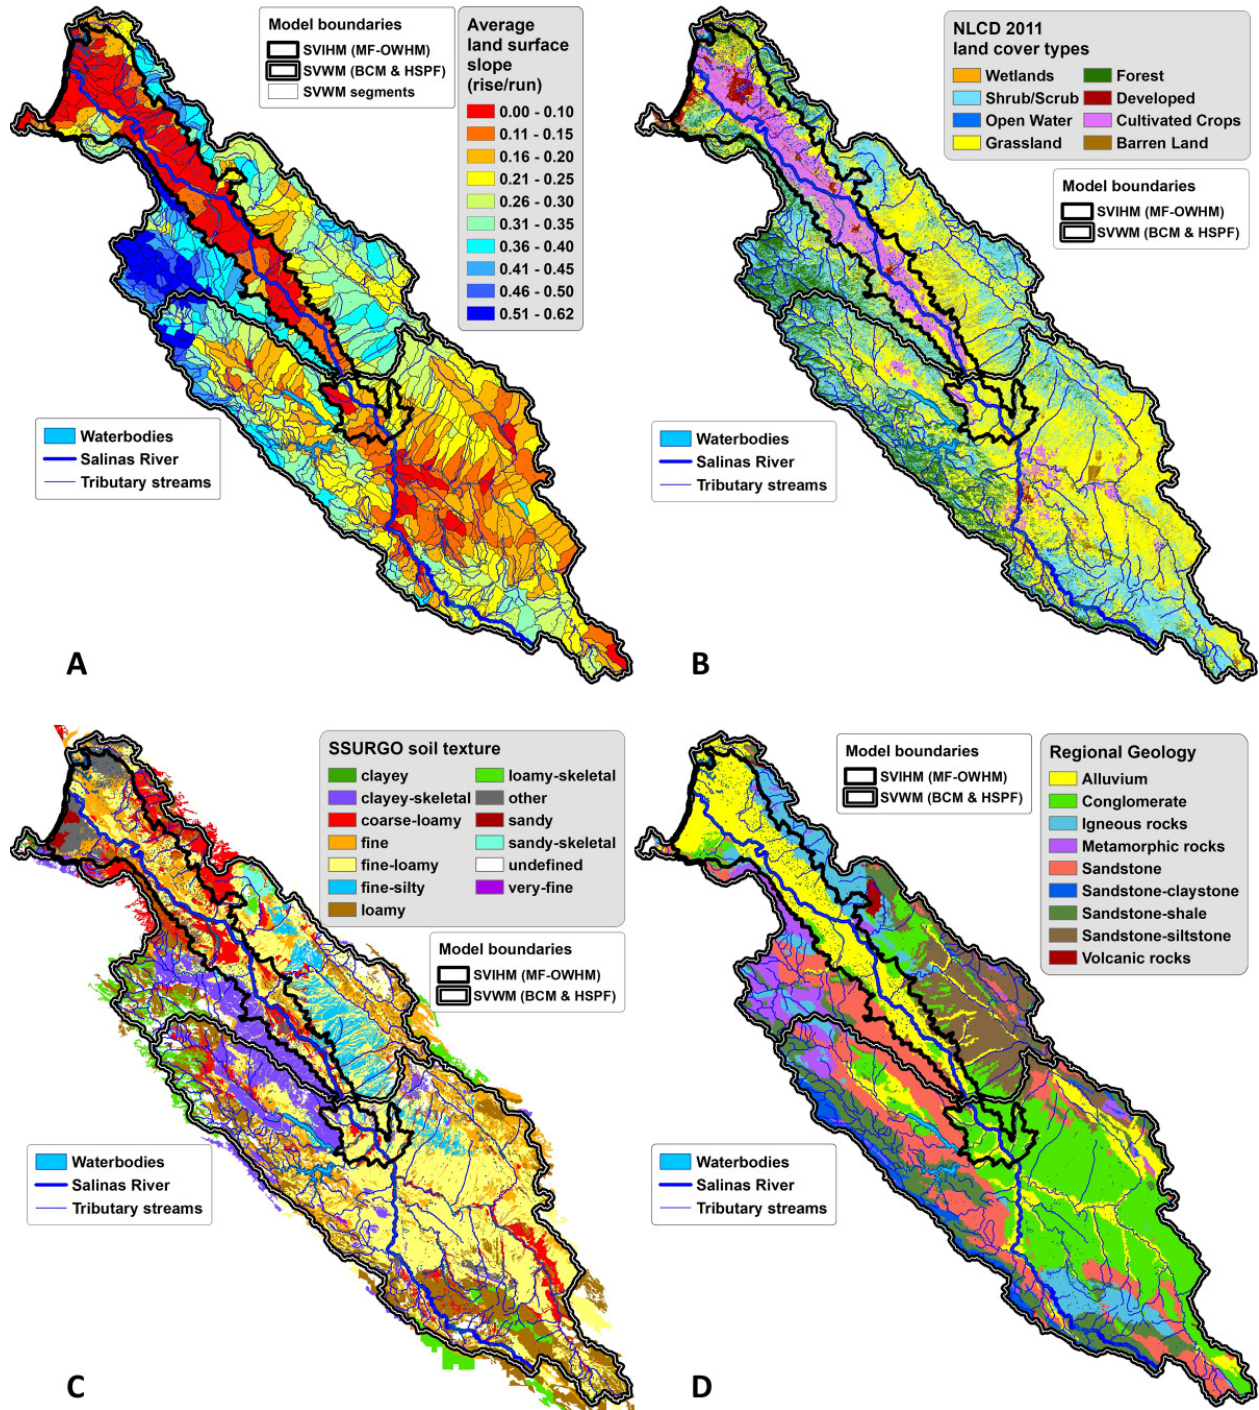 Model boundaries
SVIHM (MF-OWHM)
SVWM (BCM & HSPF)
SVWM segments
Average
land surface
slope
(rise/run)
0.00 - 0.10
0.11 - 0.15
0.16 - 0.20
0.21 - 0.25
0.26 - 0.30
0.31 - 0.35
0.36 - 0.40
0.41 - 0.45
0.46 - 0.50
0.51 - 0.62
Waterbodies
Salinas River
Tributary streams
A
NLCD 2011
land cover types
Wetlands
Forest
Shrub/Scrub
Developed
Open Water
Cultivated Crops
Grassland
Barren Land
Model boundaries
SVIHM (MF-OWHM)
SVWM (BCM & HSPF)
Waterbodies
Salinas River
Tributary streams
B
SSURGO soil texture
clayey
loamy-skeletal
clayey-skeletal
other
coarse-loamy
sandy
fine
sandy-skeletal
fine-loamy
undefined
fine-silty
very-fine
loamy
Model boundaries
SVIHM (MF-OWHM)
SVWM (BCM & HSPF)
Waterbodies
Salinas River
Tributary streams
C
Model boundaries
SVIHM (MF-OWHM)
SVWM (BCM & HSPF)
Regional Geology
Alluvium
Conglomerate
Igneous rocks
Metamorphic rocks
Sandstone
Sandstone-claystone
Sandstone-shale
Sandstone-siltstone
Volcanic rocks
Waterbodies
Salinas River
Tributary streams
D